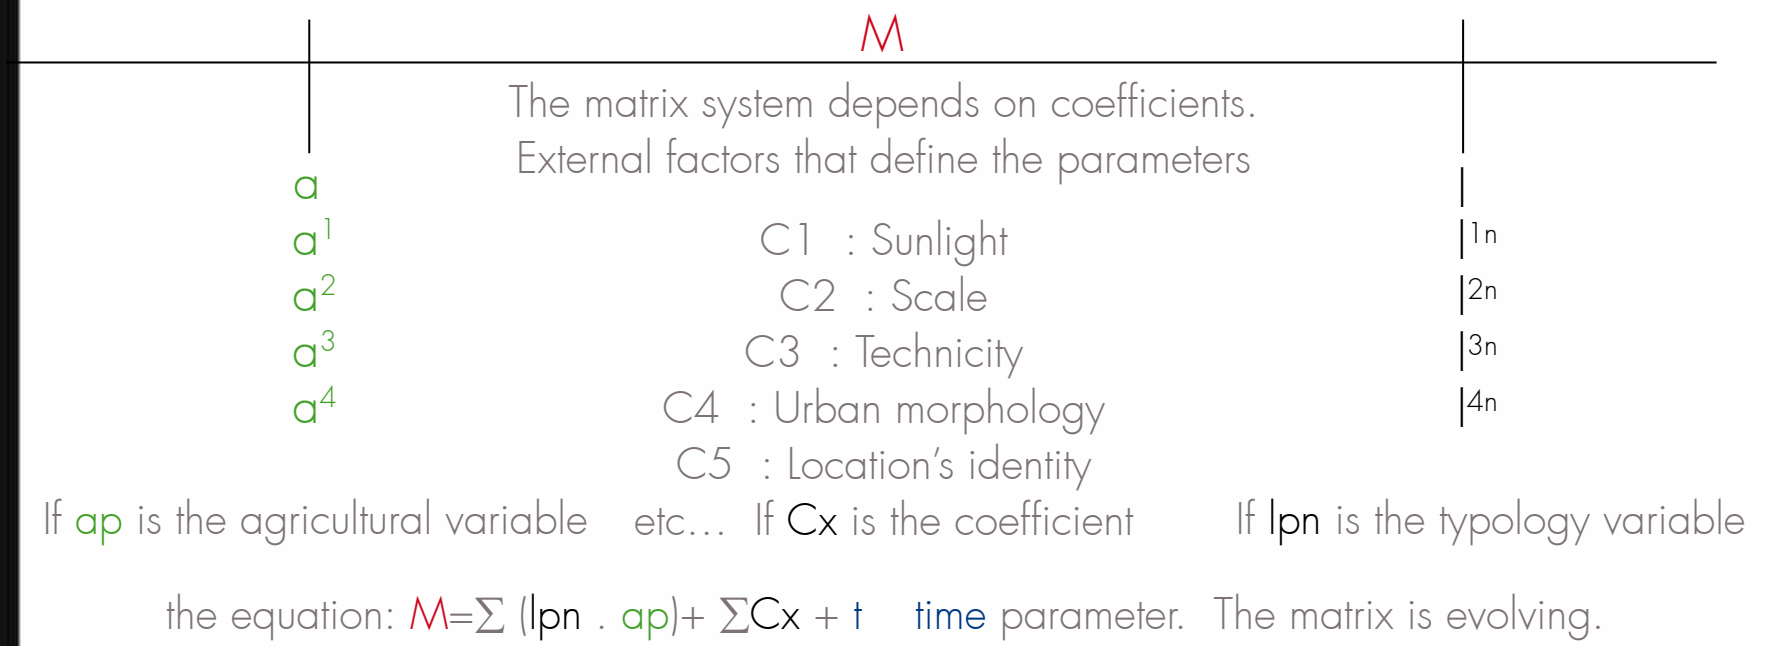 M
The matrix system depends on coefficients.
External factors that define the parameters
a
a¹
a²
a³
a⁴
C1 : Sunlight
C2 : Scale
C3 : Technicity
C4 : Urban morphology
C5 : Location's identity
l
l¹ⁿ
l²ⁿ
l³ⁿ
l⁴ⁿ
If ap is the agricultural variable
etc... If Cx is the coefficient
If lpn is the typology variable
the equation: M=∑ (lpn . ap)+ ∑Cx + t time parameter. The matrix is evolving.